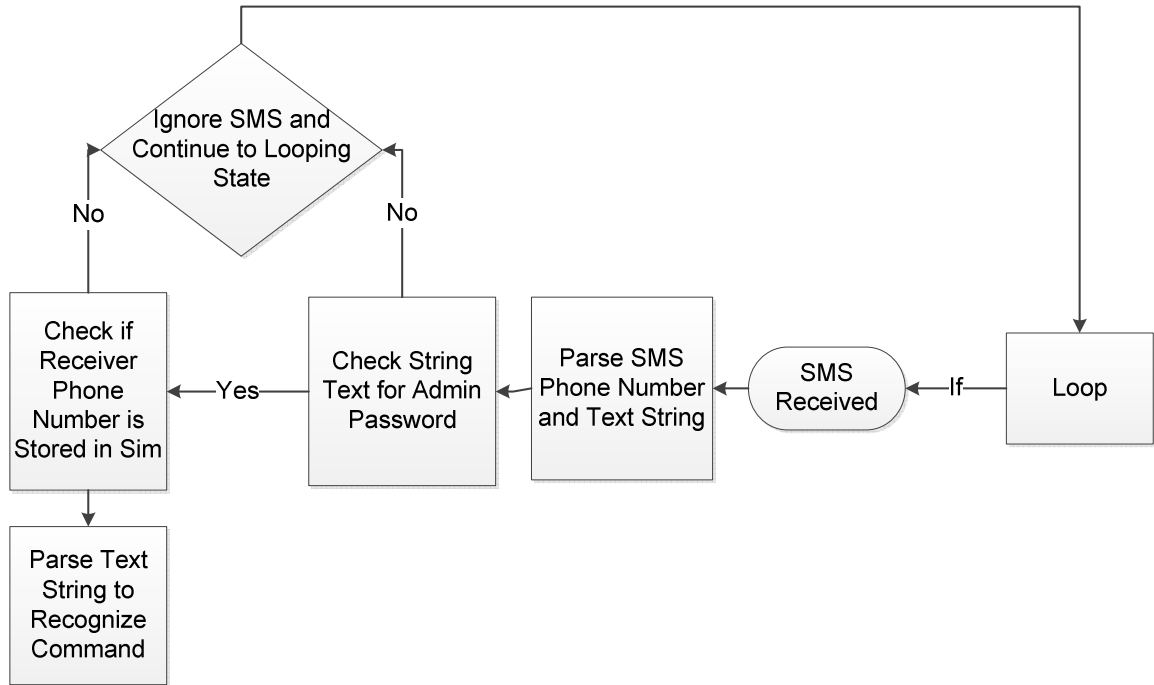 Ignore SMS and
Continue to Looping
State
No
No
Check if
Receiver
Phone
Number is
Stored in Sim
Yes
Check String
Text for Admin
Password
Parse SMS
Phone Number
and Text String
SMS
Received
If
Loop
Parse Text
String to
Recognize
Command